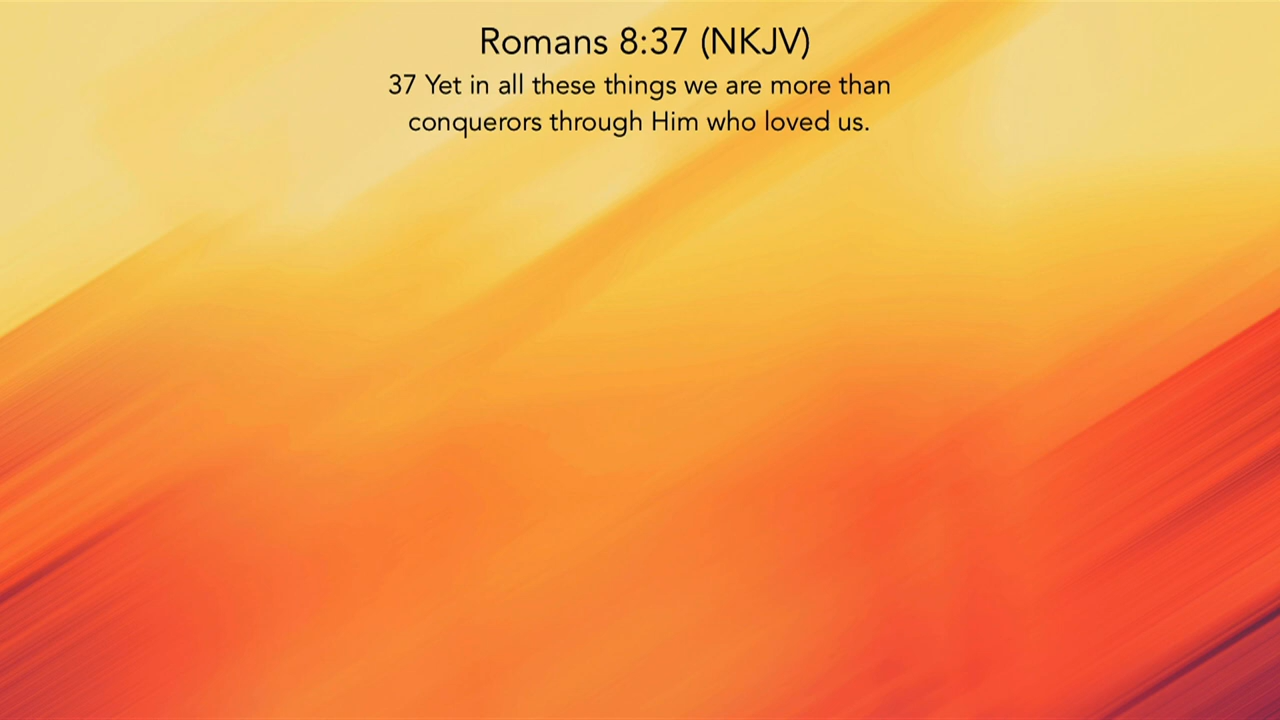 Romans 8:37 (NKJV)
37 Yet in all these things we are more than
conquerors through Him who loved us.